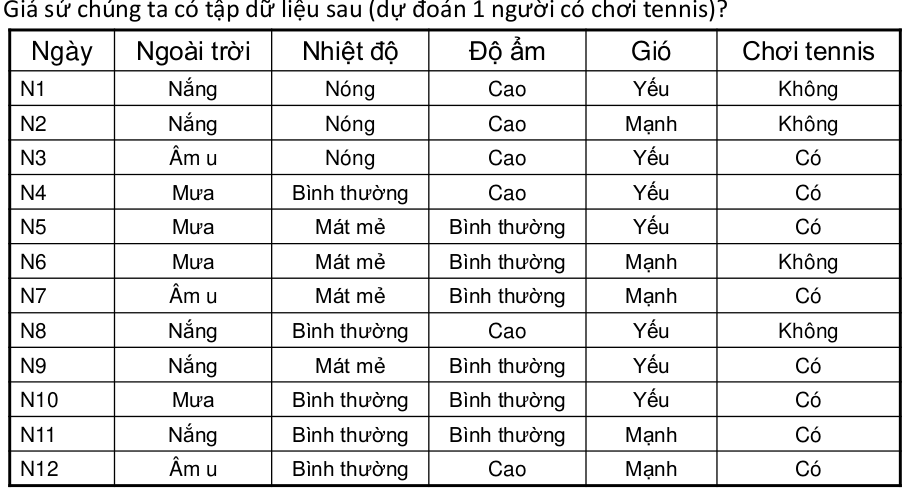 Giả sử chúng ta có tập dữ liệu sau (dự đoán 1 người có chơi tennis)?
Ngày Ngoài trời Nhiệt độ Độ ẩm Gió Chơi tennis
N1 Nắng Nóng Cao Yếu Không
N2 Nắng Nóng Cao Mạnh Không
N3 Âm u Nóng Cao Yếu Có
N4 Mưa Bình thường Cao Yếu Có
N5 Mưa Mát mẻ Bình thường Yếu Có
N6 Mưa Mát mẻ Bình thường Mạnh Không
N7 Âm u Mát mẻ Bình thường Mạnh Có
N8 Nắng Bình thường Cao Yếu Không
N9 Nắng Mát mẻ Bình thường Yếu Có
N10 Mưa Bình thường Bình thường Yếu Có
N11 Nắng Bình thường Bình thường Mạnh Có
N12 Âm u Bình thường Cao Mạnh Có